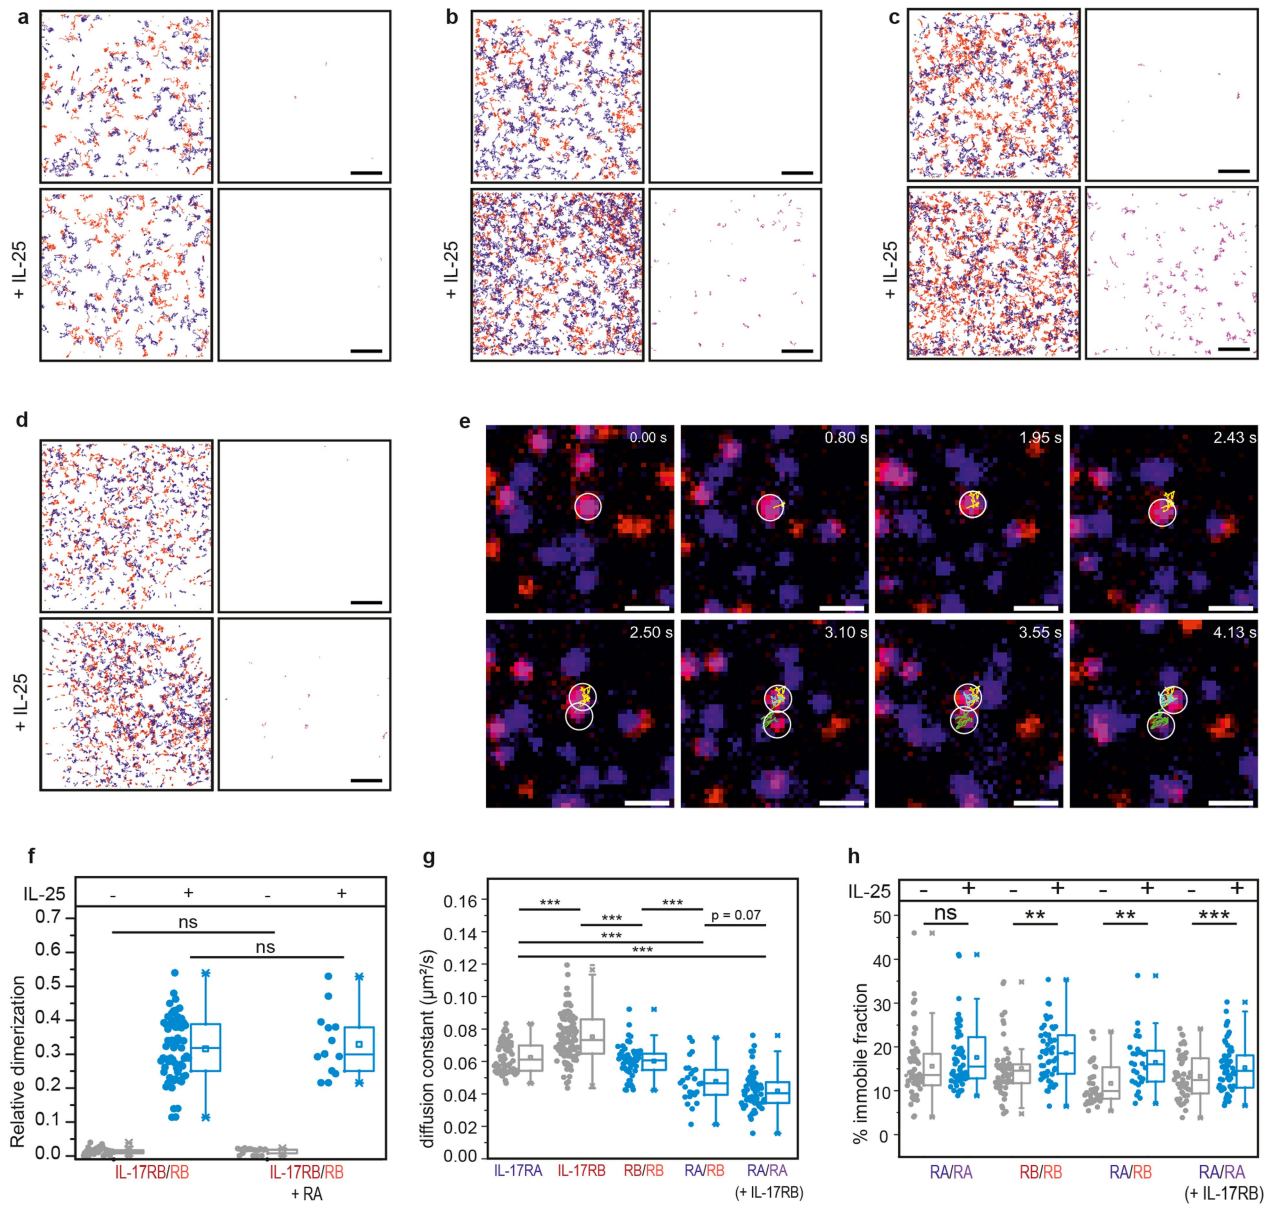 a
b
c
+ IL-25
+ IL-25
+ IL-25
d
+ IL-25
e
0.00 s
0.80 s
1.95 s
2.43 s
2.50 s
3.10 s
3.55 s
4.13 s
f
IL-25
- + - +
ns
ns
Relative dimerization
0.7
0.6
0.5
0.4
0.3
0.2
0.1
0.0
IL-17RB/RB
IL-17RB/RB
+ RA
g
diffusion constant (µm²/s)
0.16
0.14
0.12
0.10
0.08
0.06
0.04
0.02
0.00
*** ***
*** p = 0.07
***
***
IL-17RA IL-17RB RB/RB RA/RB RA/RA
(+ IL-17RB)
h
IL-25
- + - + - + - +
ns ** ** ***
% immobile fraction
50
40
30
20
10
0
RA/RA RB/RB RA/RB RA/RA
(+ IL-17RB)